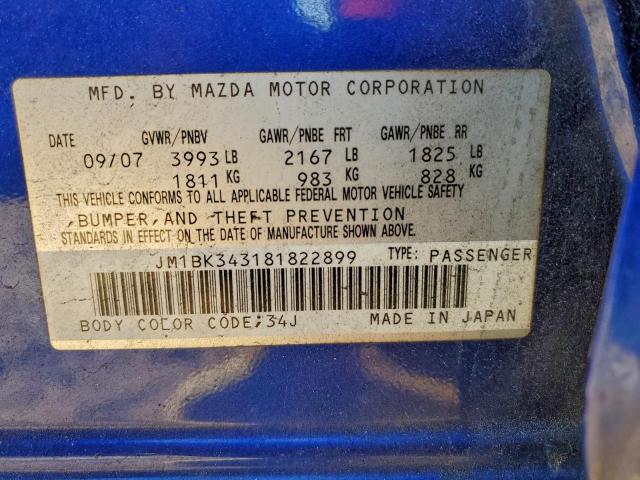 MFD. BY MAZDA MOTOR CORPORATION
DATE GVWR/PNBV GAWR/PNBE FRT GAWR/PNBE RR
09/07 3993 LB 2167 LB 1825 LB
1811 KG 983 KG 828 KG
THIS VEHICLE CONFORMS TO ALL APPLICABLE FEDERAL MOTOR VEHICLE SAFETY
,BUMPER,AND THEFT PREVENTION
STANDARDS IN EFFECT ON THE DATE OF MANUFACTURE SHOWN ABOVE.
JM1BK343181822899 TYPE: PASSENGER
BODY COLOR CODE;34J MADE IN JAPAN